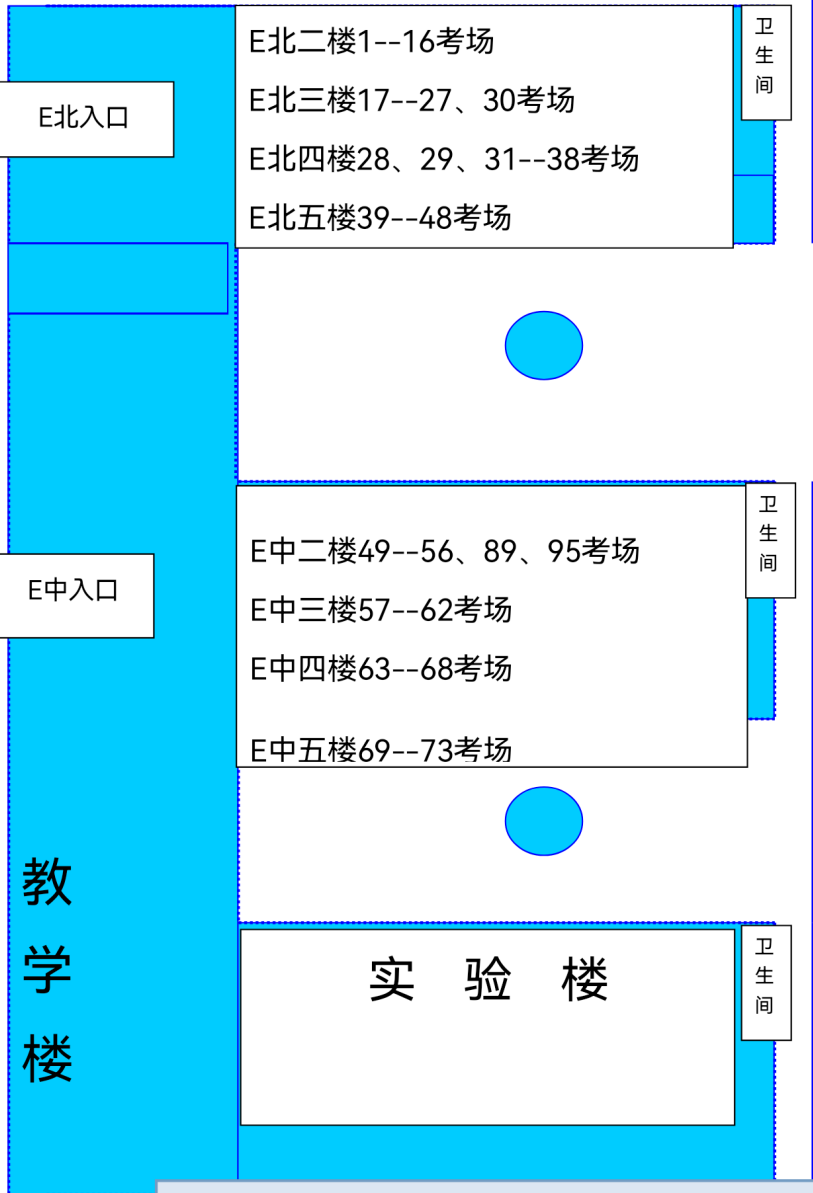 E北二楼1--16考场
E北三楼17--27、30考场
E北四楼28、29、31--38考场
E北五楼39--48考场
卫生间
E北入口
E中二楼49--56、89、95考场
E中三楼57--62考场
E中四楼63--68考场
E中五楼69--73考场
卫生间
E中入口
教学楼
实 验 楼
卫生间